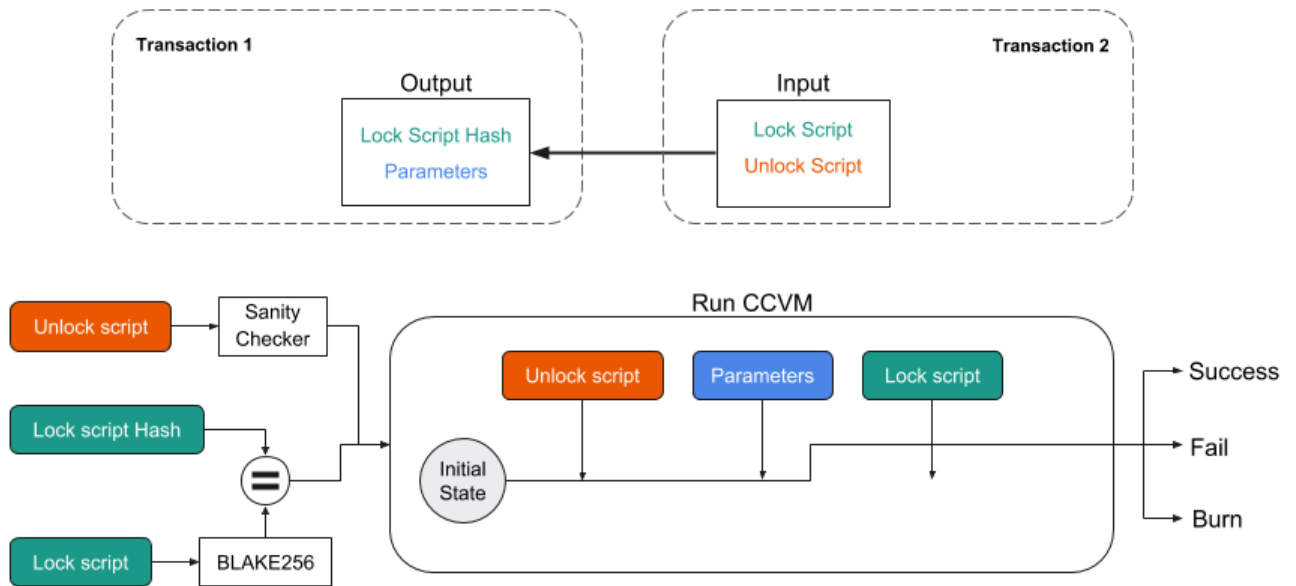 Transaction 1
Transaction 2
Output
Input
Lock Script Hash
Parameters
Lock Script
Unlock Script
Run CCVM
Unlock script
Sanity
Checker
Unlock script
Parameters
Lock script
Success
Lock script Hash
Fail
Initial
State
Burn
Lock script
BLAKE256